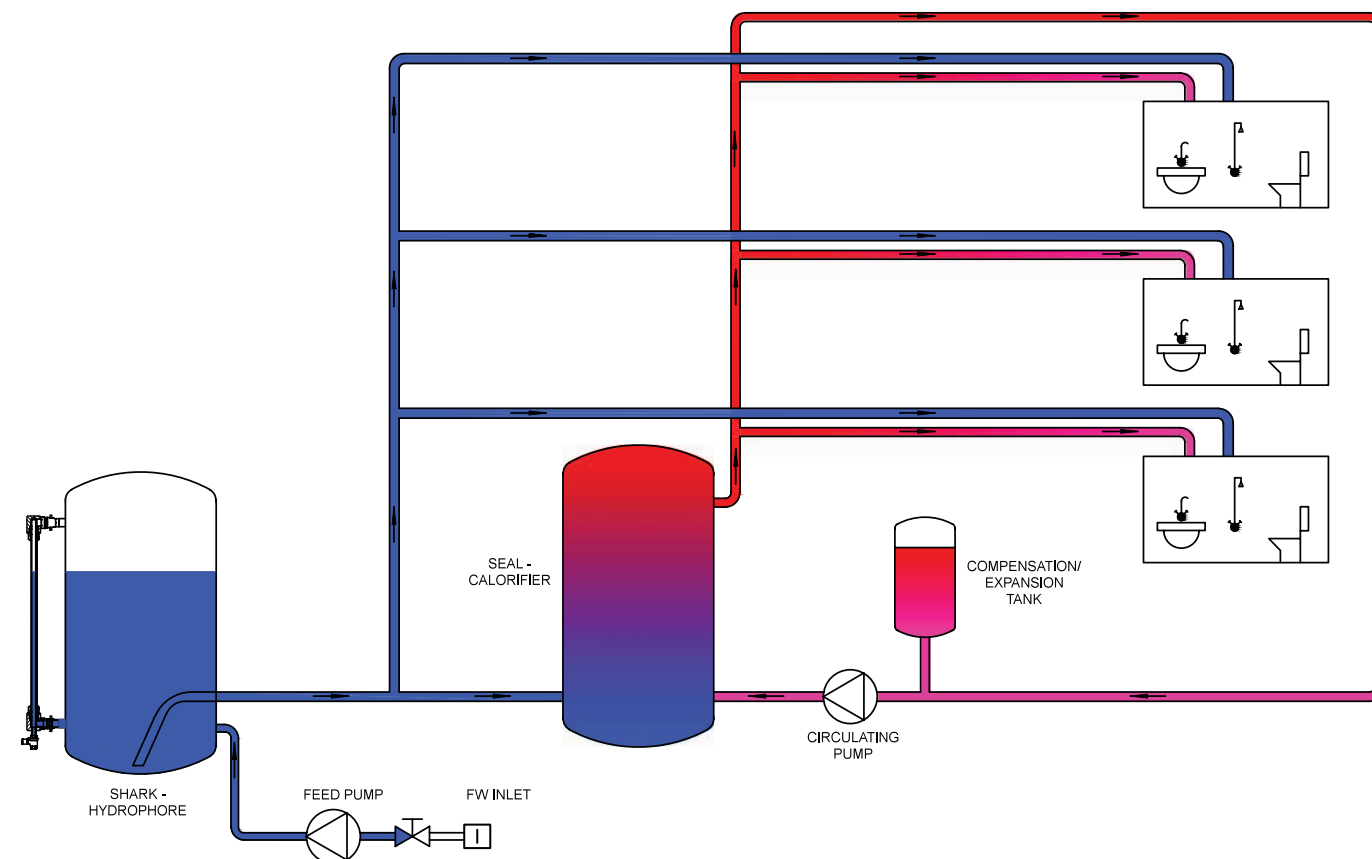 SEAL -
CALORIFIER
COMPENSATION/
EXPANSION
TANK
CIRCULATING
PUMP
SHARK -
HYDROPHORE
FEED PUMP
FW INLET
I